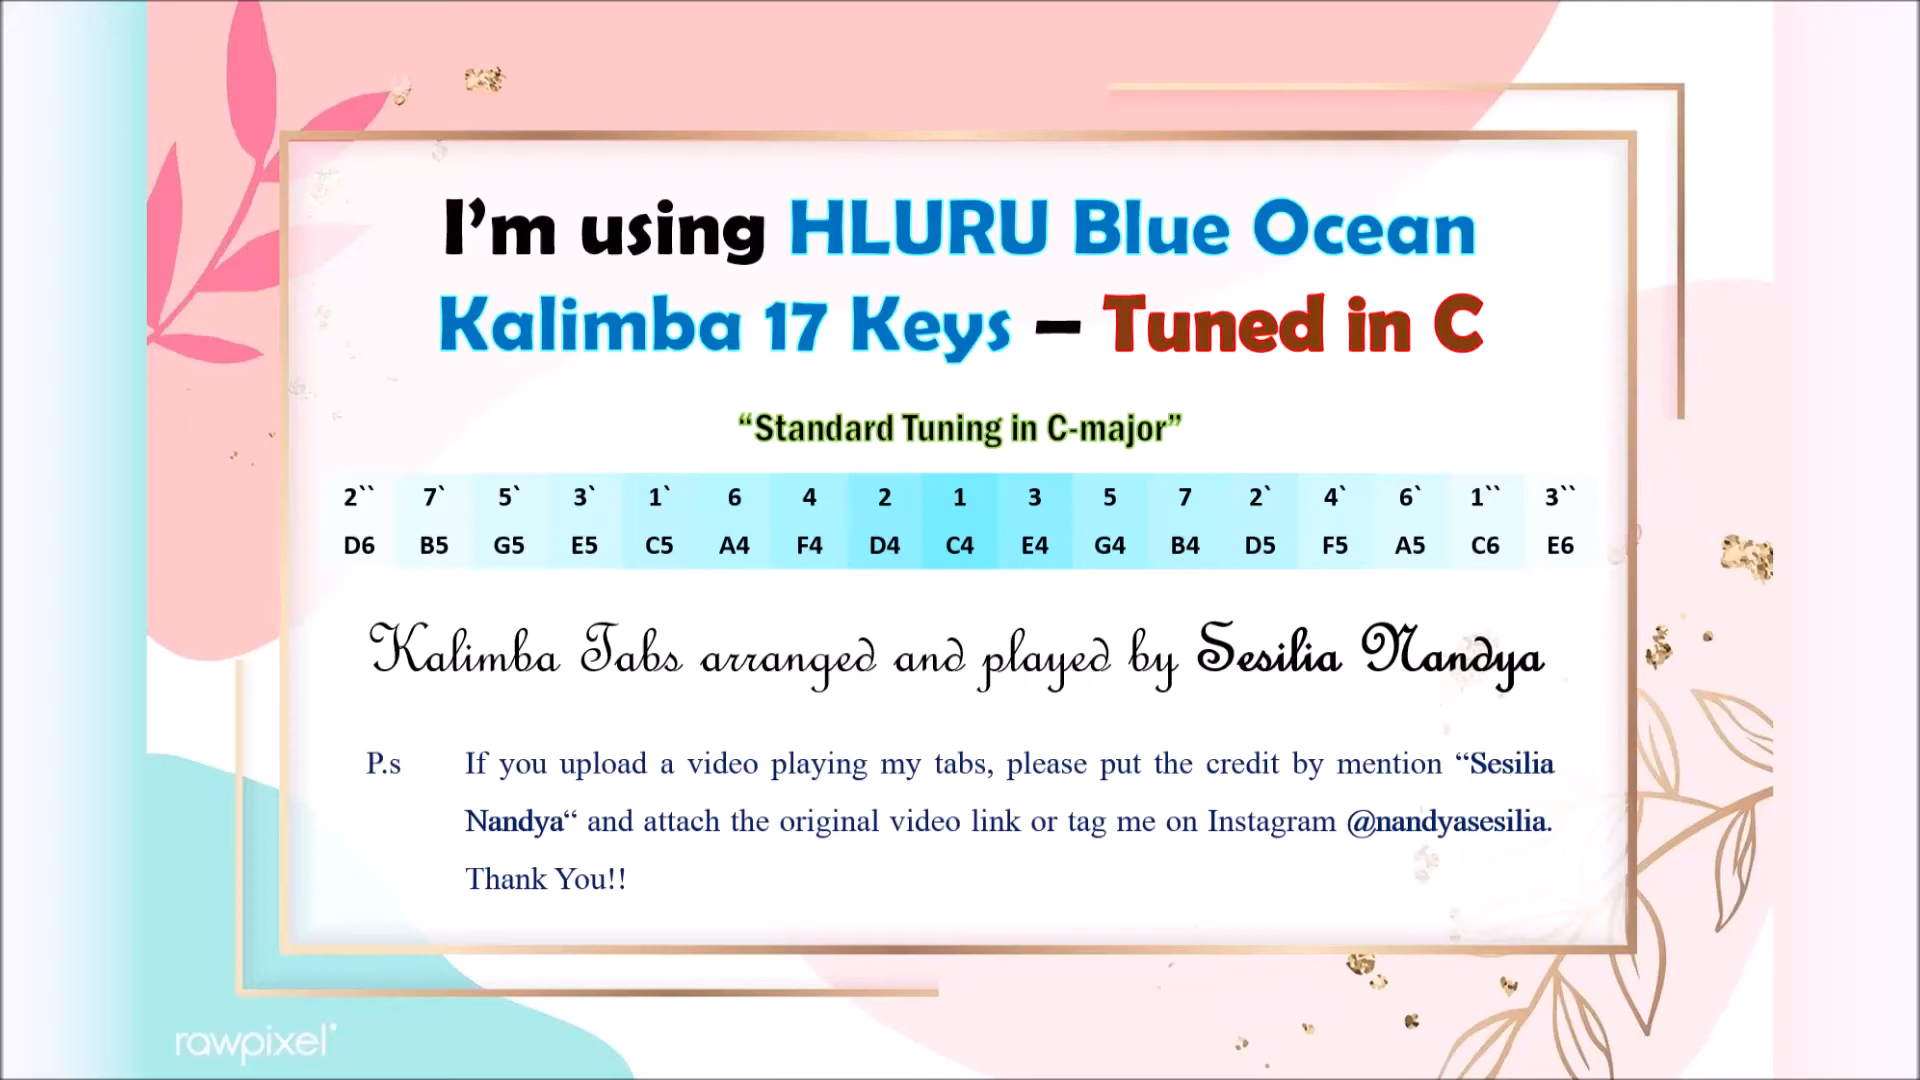 I’m using HLURU Blue Ocean
Kalimba 17 Keys – Tuned in C
“Standard Tuning in C-major”
2`` 7` 5` 3` 1` 6 4 2 1 3 5 7 2` 4` 6` 1`` 3``
D6 B5 G5 E5 C5 A4 F4 D4 C4 E4 G4 B4 D5 F5 A5 C6 E6
Kalimba Tabs arranged and played by Sesilia Nandya
P.s If you upload a video playing my tabs, please put the credit by mention “Sesilia
Nandya“ and attach the original video link or tag me on Instagram @nandyasesilia.
Thank You!!
rawpixel